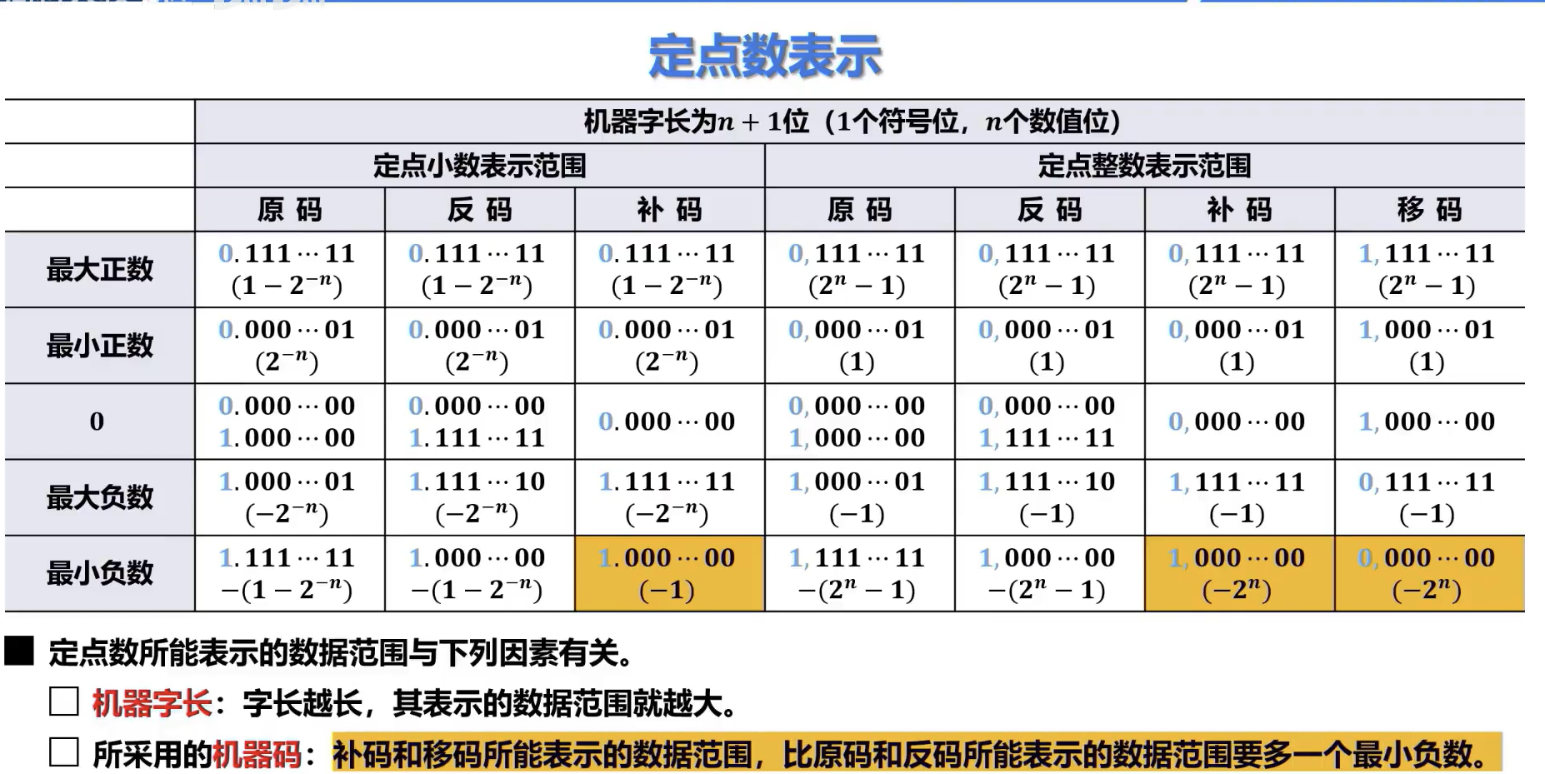 定点数表示
机器字长为n + 1位（1个符号位，n个数值位）
定点小数表示范围 定点整数表示范围
原 码 反 码 补 码 原 码 反 码 补 码 移 码
0.111⋯11 0.111⋯11 0.111⋯11 0,111⋯11 0,111⋯11 0,111⋯11 1,111⋯11
最大正数
(1 − 2⁻ⁿ) (1 − 2⁻ⁿ) (1 − 2⁻ⁿ) (2ⁿ − 1) (2ⁿ − 1) (2ⁿ − 1) (2ⁿ − 1)
0.000⋯01 0.000⋯01 0.000⋯01 0,000⋯01 0,000⋯01 0,000⋯01 1,000⋯01
最小正数
(2⁻ⁿ) (2⁻ⁿ) (2⁻ⁿ) (1) (1) (1) (1)
0.000⋯00 0.000⋯00 0,000⋯00 0,000⋯00
0 0.000⋯00 0,000⋯00 1,000⋯00
1.000⋯00 1.111⋯11 1,000⋯00 1,111⋯11
1.000⋯01 1.111⋯10 1.111⋯11 1,000⋯01 1,111⋯10 1,111⋯11 0,111⋯11
最大负数
(−2⁻ⁿ) (−2⁻ⁿ) (−2⁻ⁿ) (−1) (−1) (−1) (−1)
1.111⋯11 1.000⋯00 1.000⋯00 1,111⋯11 1,000⋯00 1,000⋯00 0,000⋯00
最小负数
−(1 − 2⁻ⁿ) −(1 − 2⁻ⁿ) (−1) −(2ⁿ − 1) −(2ⁿ − 1) (−2ⁿ) (−2ⁿ)
■ 定点数所能表示的数据范围与下列因素有关。
□ 机器字长：字长越长，其表示的数据范围就越大。
□ 所采用的机器码：补码和移码所能表示的数据范围，比原码和反码所能表示的数据范围要多一个最小负数。